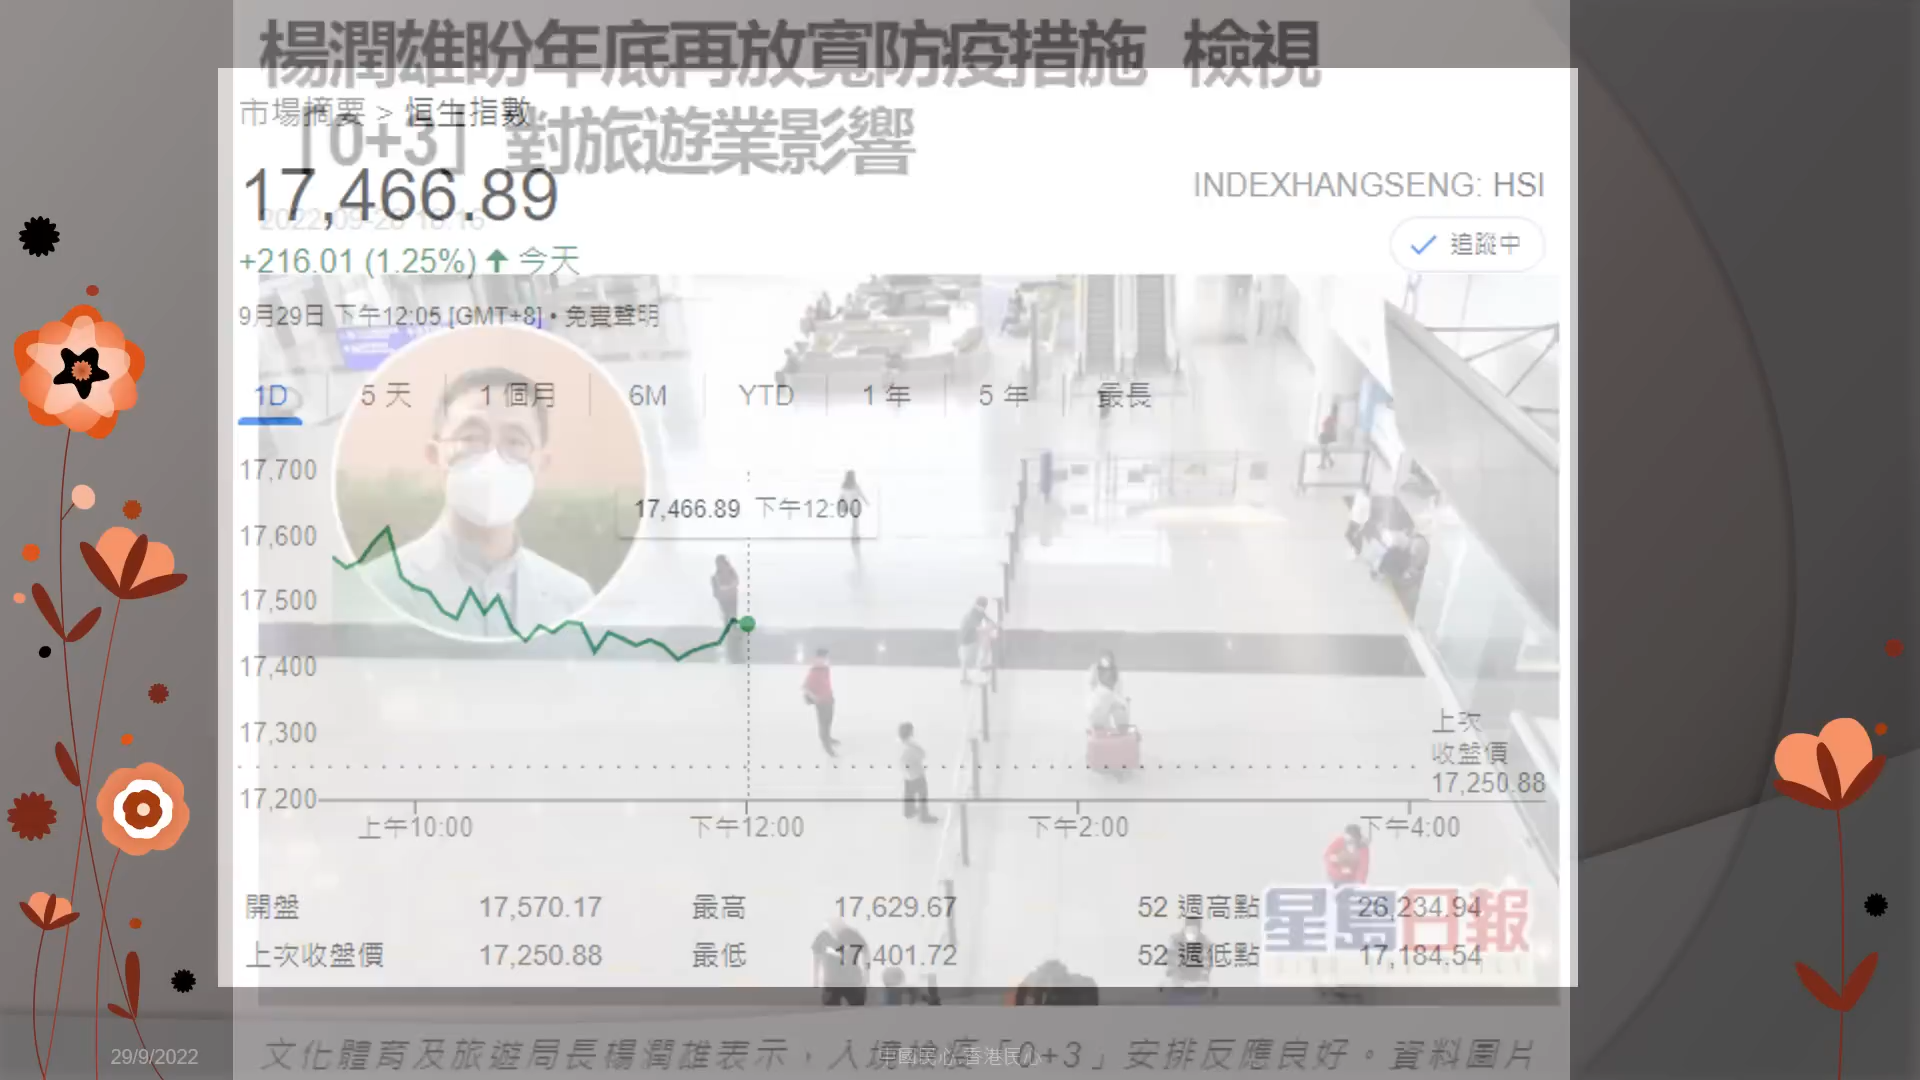 楊潤雄盼年底再放寬防疫措施 檢視
「0+3」對旅遊業影響
市場摘要 > 恒生指數
17,466.89
INDEXHANGSENG: HSI
+216.01 (1.25%) 今天
追蹤中
9月29日 下午12:05 [GMT+8] • 免責聲明
1D 5 天 1 個月 6M YTD 1 年 5 年 最長
17,700
17,466.89 下午12:00
17,600
17,500
17,400
17,300
上次
收盤價
17,250.88
17,200
上午10:00 下午12:00 下午2:00 下午4:00
開盤 17,570.17 最高 17,629.67 52 週高點 26,234.94
上次收盤價 17,250.88 最低 17,401.72 52 週低點 17,184.54
星島日報
文化體育及旅遊局長楊潤雄表示，入境檢疫「0+3」安排反應良好。資料圖片
29/9/2022
中國民心,香港民心